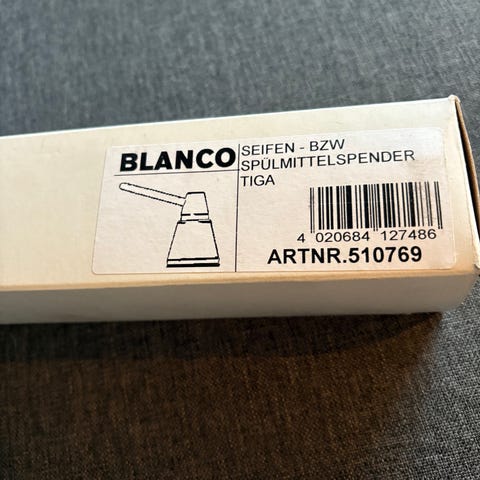 BLANCO
SEIFEN - BZW
SPÜLMITTELSPENDER
TIGA
4 020684 127486
ARTNR.510769